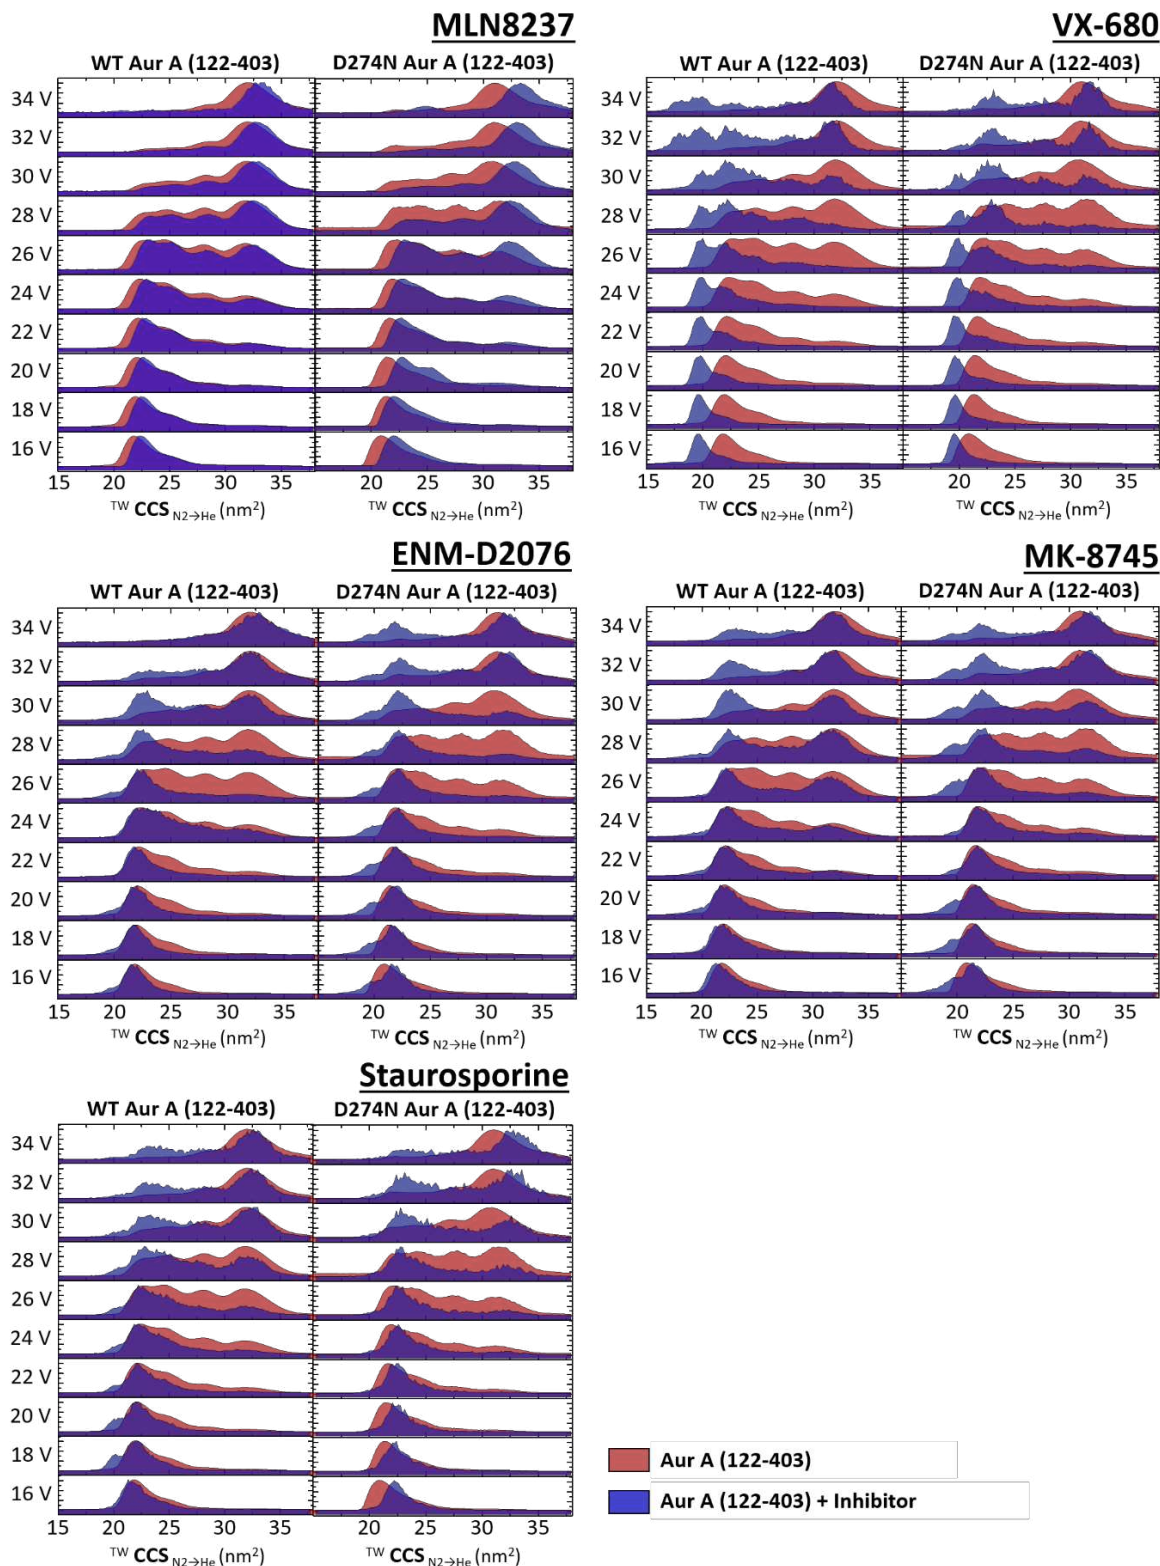 MLN8237
WT Aur A (122-403)
D274N Aur A (122-403)
34 V
32 V
30 V
28 V
26 V
24 V
22 V
20 V
18 V
16 V
15 20 25 30 35 20 25 30 35
TW CCS N2→He (nm²)
TW CCS N2→He (nm²)
VX-680
WT Aur A (122-403)
D274N Aur A (122-403)
34 V
32 V
30 V
28 V
26 V
24 V
22 V
20 V
18 V
16 V
15 20 25 30 35 20 25 30 35
TW CCS N2→He (nm²)
TW CCS N2→He (nm²)
ENM-D2076
WT Aur A (122-403)
D274N Aur A (122-403)
34 V
32 V
30 V
28 V
26 V
24 V
22 V
20 V
18 V
16 V
15 20 25 30 35 20 25 30 35
TW CCS N2→He (nm²)
TW CCS N2→He (nm²)
MK-8745
WT Aur A (122-403)
D274N Aur A (122-403)
34 V
32 V
30 V
28 V
26 V
24 V
22 V
20 V
18 V
16 V
15 20 25 30 35 20 25 30 35
TW CCS N2→He (nm²)
TW CCS N2→He (nm²)
Staurosporine
WT Aur A (122-403)
D274N Aur A (122-403)
34 V
32 V
30 V
28 V
26 V
24 V
22 V
20 V
18 V
16 V
15 20 25 30 35 20 25 30 35
TW CCS N2→He (nm²)
TW CCS N2→He (nm²)
Aur A (122-403)
Aur A (122-403) + Inhibitor